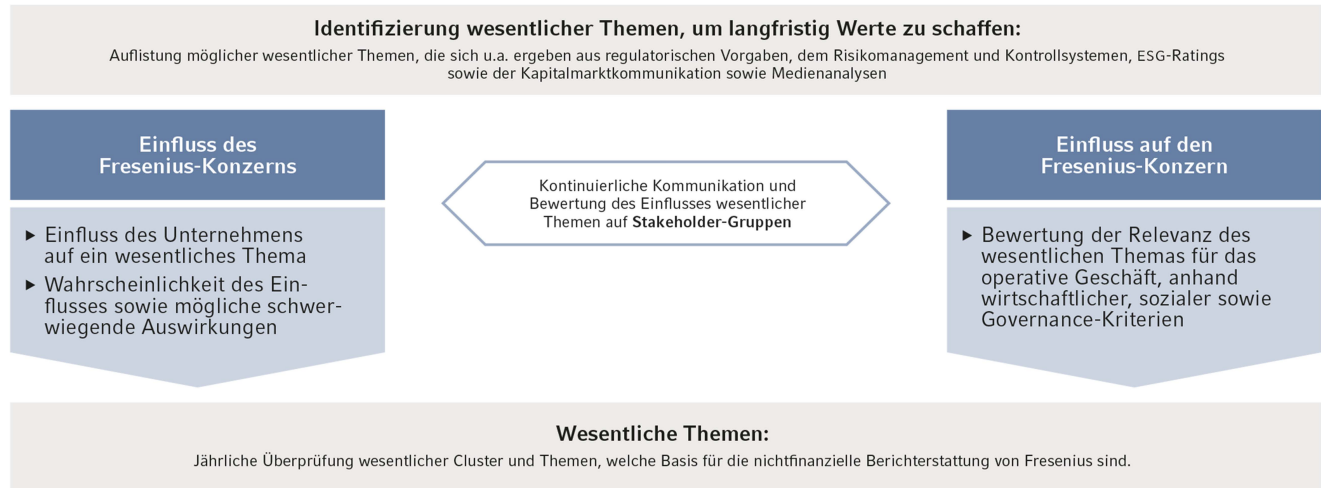 Identifizierung wesentlicher Themen, um langfristig Werte zu schaffen:
Auflistung möglicher wesentlicher Themen, die sich u.a. ergeben aus regulatorischen Vorgaben, dem Risikomanagement und Kontrollsystemen, ESG-Ratings
sowie der Kapitalmarktkommunikation sowie Medienanalysen
Einfluss des
Fresenius-Konzerns
▶ Einfluss des Unternehmens
auf ein wesentliches Thema
▶ Wahrscheinlichkeit des Ein-
flusses sowie mögliche schwer-
wiegende Auswirkungen
Kontinuierliche Kommunikation und
Bewertung des Einflusses wesentlicher
Themen auf Stakeholder-Gruppen
Einfluss auf den
Fresenius-Konzern
▶ Bewertung der Relevanz des
wesentlichen Themas für das
operative Geschäft, anhand
wirtschaftlicher, sozialer sowie
Governance-Kriterien
Wesentliche Themen:
Jährliche Überprüfung wesentlicher Cluster und Themen, welche Basis für die nichtfinanzielle Berichterstattung von Fresenius sind.